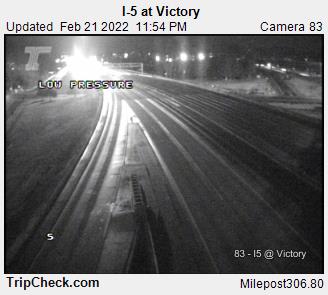 I-5 at Victory
Updated Feb 21 2022 11:54 PM Camera 83
LOW PRESSURE
S
83 - I5 @ Victory
TripCheck.com Milepost306.80